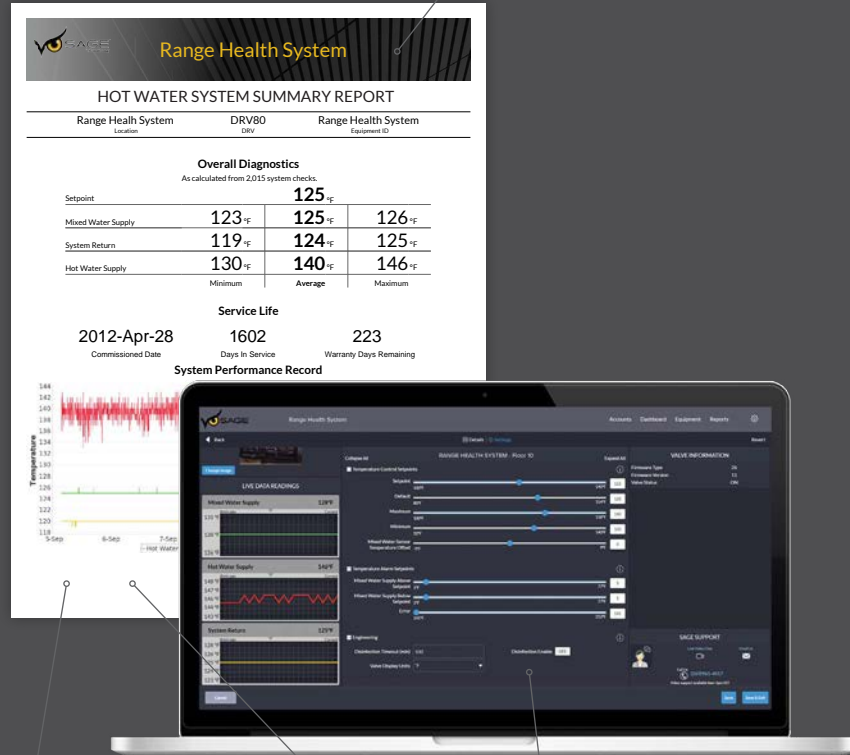 SAGE
Range Health System
HOT WATER SYSTEM SUMMARY REPORT
Range Healh System DRV80 Range Health System
Location DRV Equipment ID
Overall Diagnostics
As calculated from 2,015 system checks.
Setpoint 125 °F
Mixed Water Supply 123 °F 125 °F 126 °F
System Return 119 °F 124 °F 125 °F
Hot Water Supply 130 °F 140 °F 146 °F
Minimum Average Maximum
Service Life
2012-Apr-28 1602 223
Commissioned Date Days In Service Warranty Days Remaining
System Performance Record
144
142
140
138
136
134
132
130
128
126
124
122
120
118
Temperature
5-Sep 6-Sep 7-Sep
Hot Water
SAGE Range Health System Accounts Dashboard Equipment Reports
Back Details Settings Revert
Change Image
LIVE DATA READINGS
Mixed Water Supply 128°F
Hot Water Supply 146°F
System Return 125°F
Collapse All RANGE HEALTH SYSTEM - Floor 10 Expand All
Temperature Control Setpoints
Setpoint
Default
Maximum
Minimum
Mixed Water Sensor
Temperature Offset
Temperature Alarm Setpoints
Mixed Water Supply Above
Setpoint
Mixed Water Supply Below
Setpoint
Error
Engineering
Disinfection Timeout (min) Disinfection Enable OFF
Valve Display Units °F
VALVE INFORMATION
Firmware Type 26
Firmware Version 11
Valve Status ON
SAGE SUPPORT
Cancel Save Save & Exit